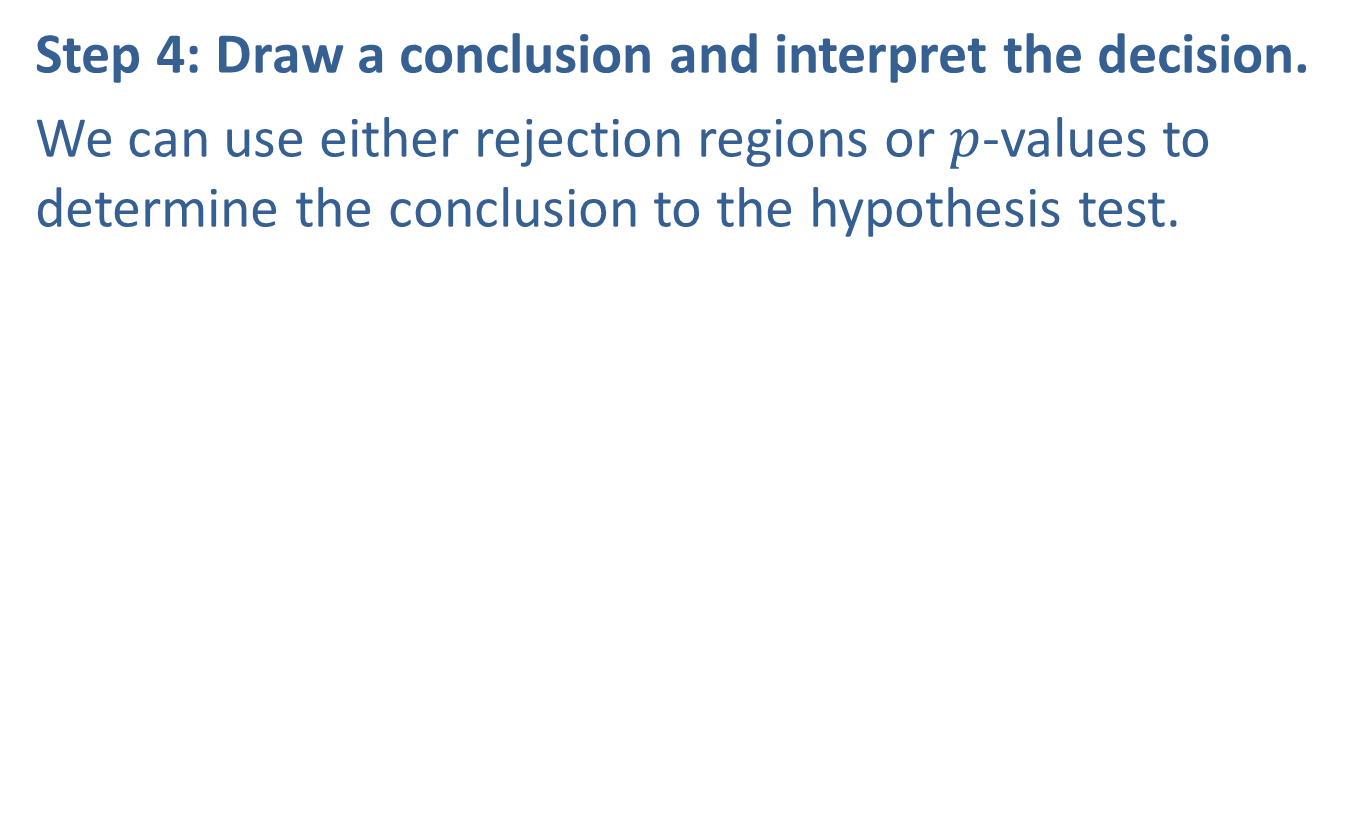 Step 4: Draw a conclusion and interpret the decision.
We can use either rejection regions or p-values to
determine the conclusion to the hypothesis test.